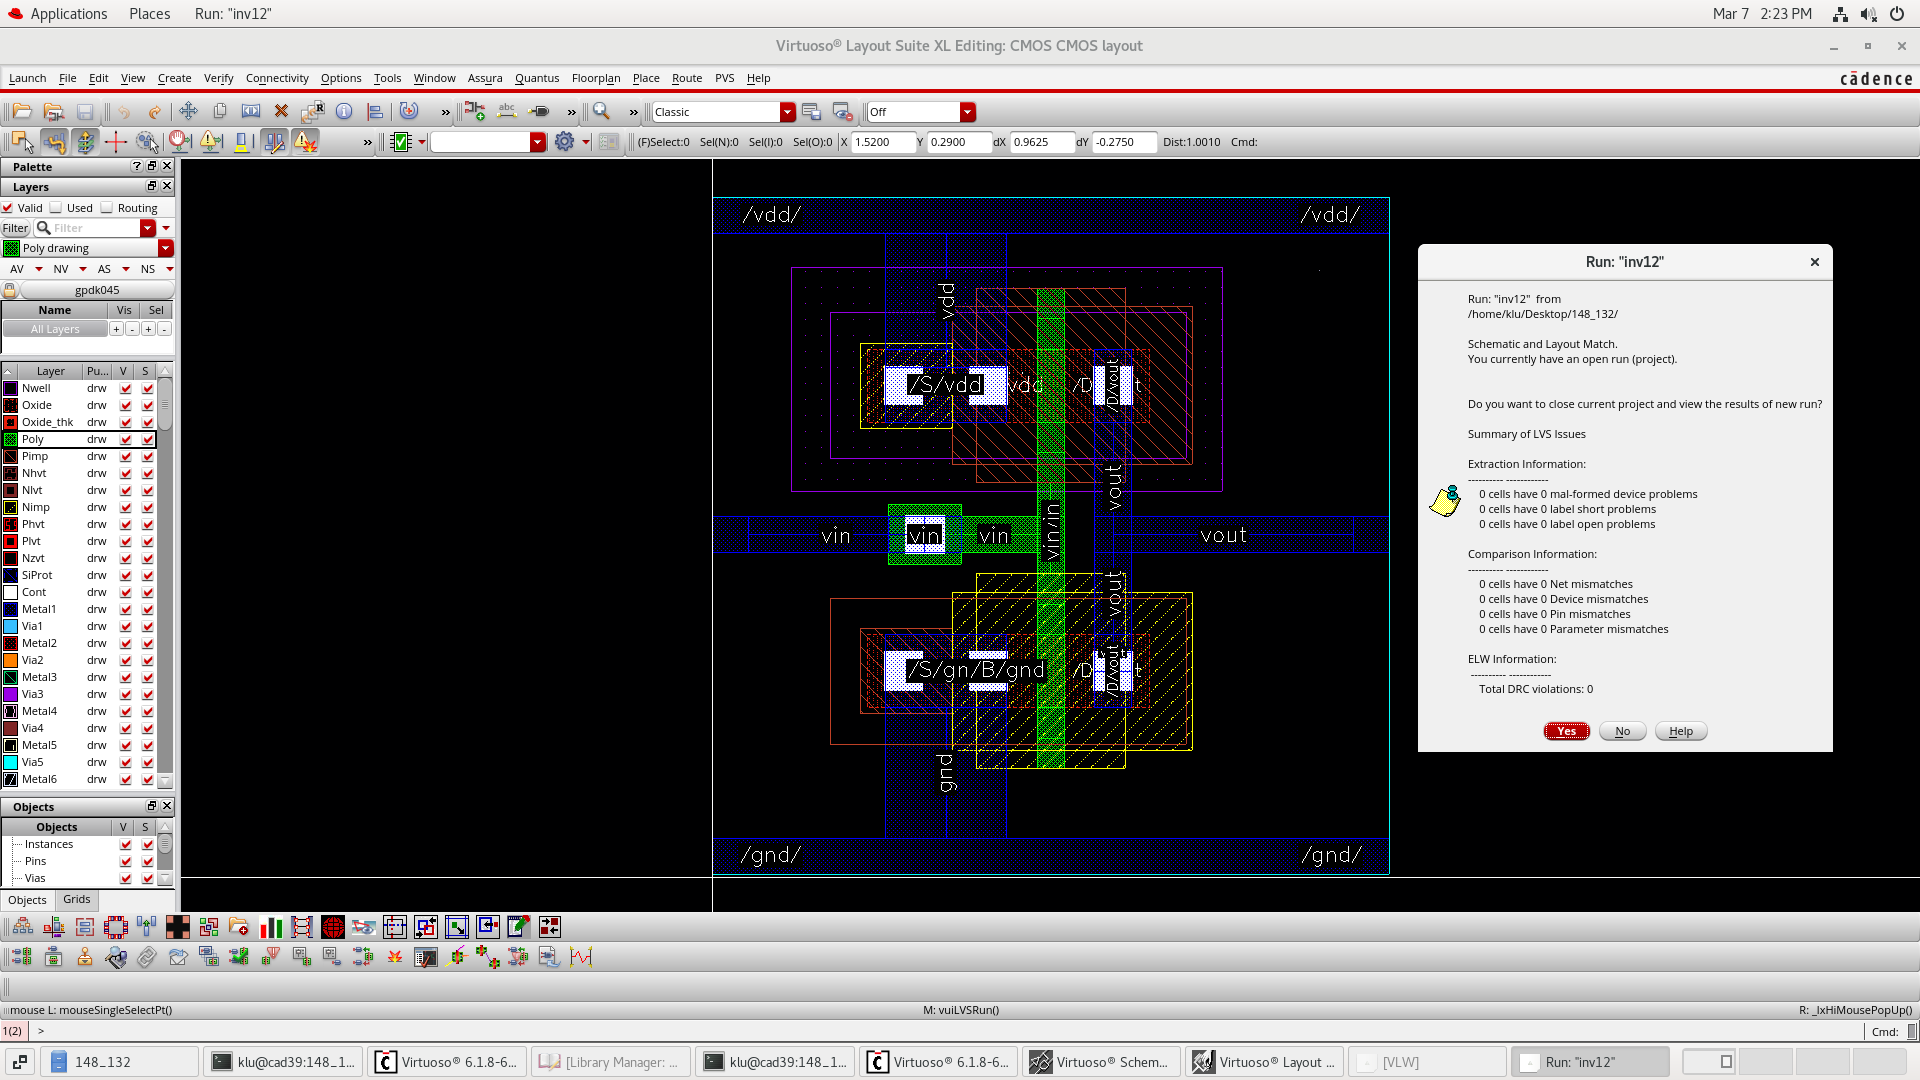 Applications Places Run: "inv12" Mar 7 2:23 PM
Virtuoso® Layout Suite XL Editing: CMOS CMOS layout
Launch File Edit View Create Verify Connectivity Options Tools Window Assura Quantus Floorplan Place Route PVS Help cādence
» » » Classic Off
» (F)Select:0 Sel(N):0 Sel(I):0 Sel(O):0 X 1.5200 Y 0.2900 dX 0.9625 dY -0.2750 Dist:1.0010 Cmd:
Palette
Layers
Valid Used Routing
Filter Filter
Poly drawing
AV NV AS NS
gpdk045
Name Vis Sel
All Layers + - + -
Layer Pu... V S
Nwell drw
Oxide drw
Oxide_thk drw
Poly drw
Pimp drw
Nhvt drw
Nlvt drw
Nimp drw
Phvt drw
Plvt drw
Nzvt drw
SiProt drw
Cont drw
Metal1 drw
Via1 drw
Metal2 drw
Via2 drw
Metal3 drw
Via3 drw
Metal4 drw
Via4 drw
Metal5 drw
Via5 drw
Metal6 drw
Objects
Objects V S
Instances
Pins
Vias
Objects Grids
/vdd/ /vdd/
vdd
/S/vdd vdd /D /D/vout t
vout
vin vin vin vin/in vout
vout
/S/gn/B/gnd /D /D/vout t
gnd
/gnd/ /gnd/
Run: "inv12"
Run: "inv12" from
/home/klu/Desktop/148_132/
Schematic and Layout Match.
You currently have an open run (project).
Do you want to close current project and view the results of new run?
Summary of LVS Issues
Extraction Information:
---------- ------------
0 cells have 0 mal-formed device problems
0 cells have 0 label short problems
0 cells have 0 label open problems
Comparison Information:
---------- ------------
0 cells have 0 Net mismatches
0 cells have 0 Device mismatches
0 cells have 0 Pin mismatches
0 cells have 0 Parameter mismatches
ELW Information:
---------- ------------
Total DRC violations: 0
Yes No Help
mouse L: mouseSingleSelectPt() M: vuiLVSRun() R: _lxHiMousePopUp()
1(2) > Cmd:
148_132 klu@cad39:148_1... Virtuoso® 6.1.8-6... [Library Manager: ... klu@cad39:148_1... Virtuoso® 6.1.8-6... Virtuoso® Schem... Virtuoso® Layout ... [VLW] Run: "inv12"